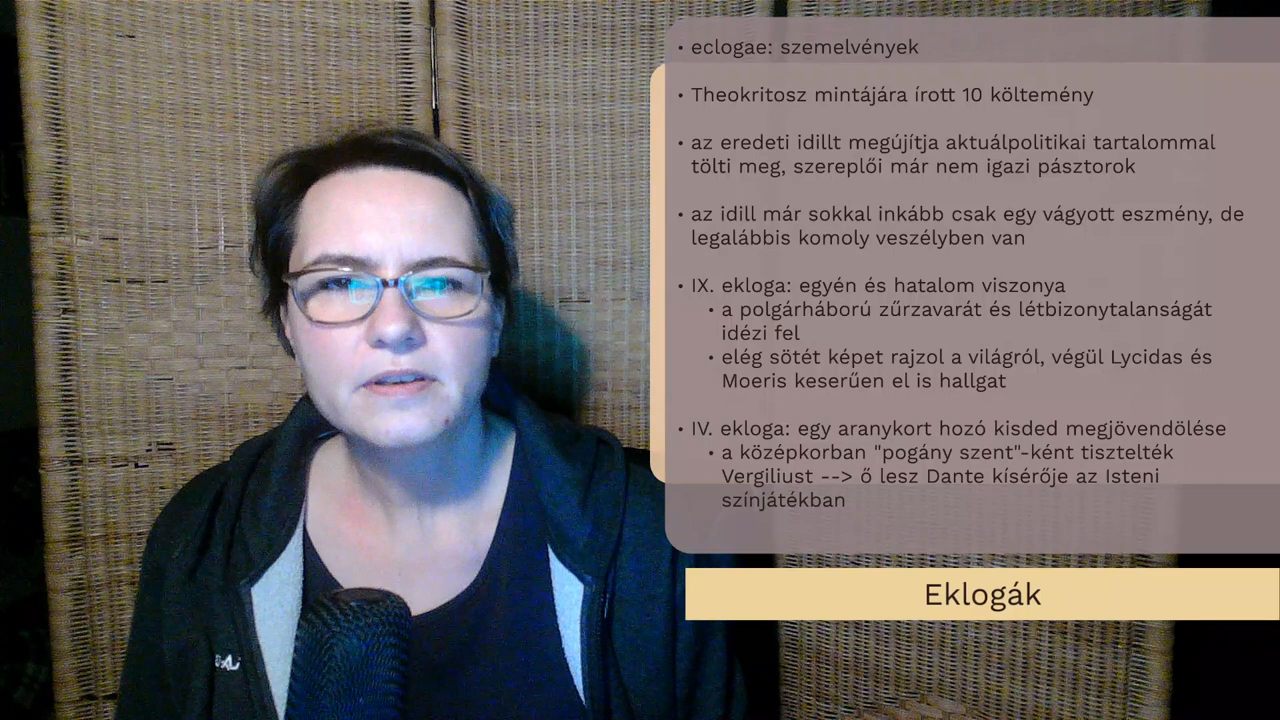 • eclogae: szemelvények
• Theokritosz mintájára írott 10 költemény
• az eredeti idillt megújítja aktuálpolitikai tartalommal
tölti meg, szereplői már nem igazi pásztorok
• az idill már sokkal inkább csak egy vágyott eszmény, de
legalábbis komoly veszélyben van
• IX. ekloga: egyén és hatalom viszonya
• a polgárháború zűrzavarát és létbizonytalanságát
idézi fel
• elég sötét képet rajzol a világról, végül Lycidas és
Moeris keserűen el is hallgat
• IV. ekloga: egy aranykort hozó kisded megjövendölése
• a középkorban "pogány szent"-ként tisztelték
Vergiliust --> ő lesz Dante kísérője az Isteni
színjátékban
Eklogák